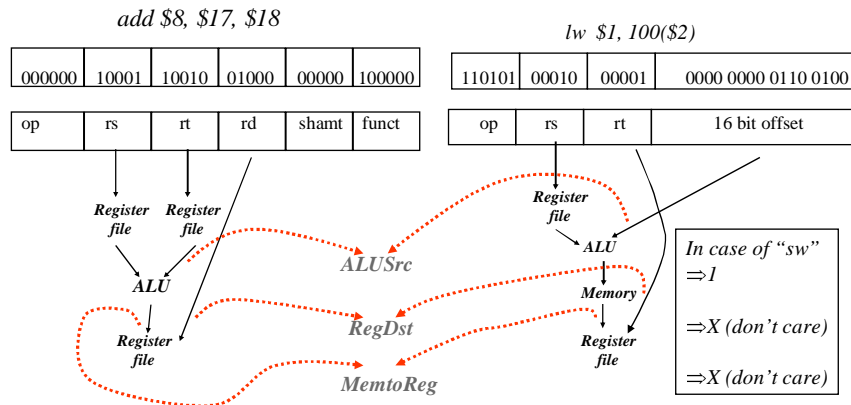 add $8, $17, $18
000000 10001 10010 01000 00000 100000
op rs rt rd shamt funct
Register file
Register file
ALU
Register file
lw $1, 100($2)
110101 00010 00001 0000 0000 0110 0100
op rs rt 16 bit offset
Register file
ALU
Memory
Register file
ALUSrc
RegDst
MemtoReg
In case of “sw”
⇒1
⇒X (don’t care)
⇒X (don’t care)